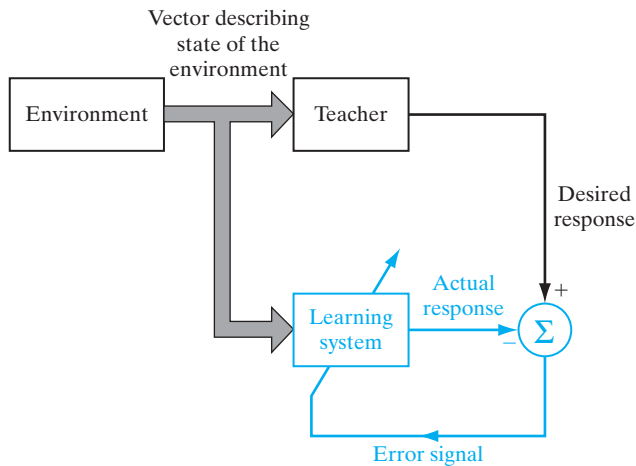 Vector describing
state of the
environment
Environment
Teacher
Desired
response
+
Actual
response
Learning
system
−
Σ
Error signal